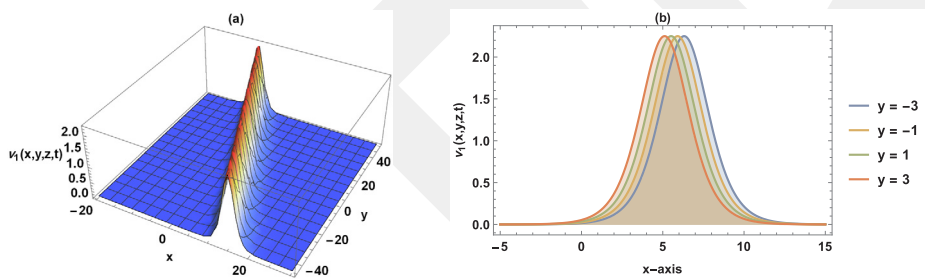 (a)
2.0
1.5
1.0
0.5
0.0
ν₁(x,y,z,t)
−20
0
20
x
40
20
0
−20
−40
y
(b)
2.0
1.5
1.0
0.5
0.0
ν₁(x,y,z,t)
−5
0
5
10
15
x−axis
y = −3
y = −1
y = 1
y = 3